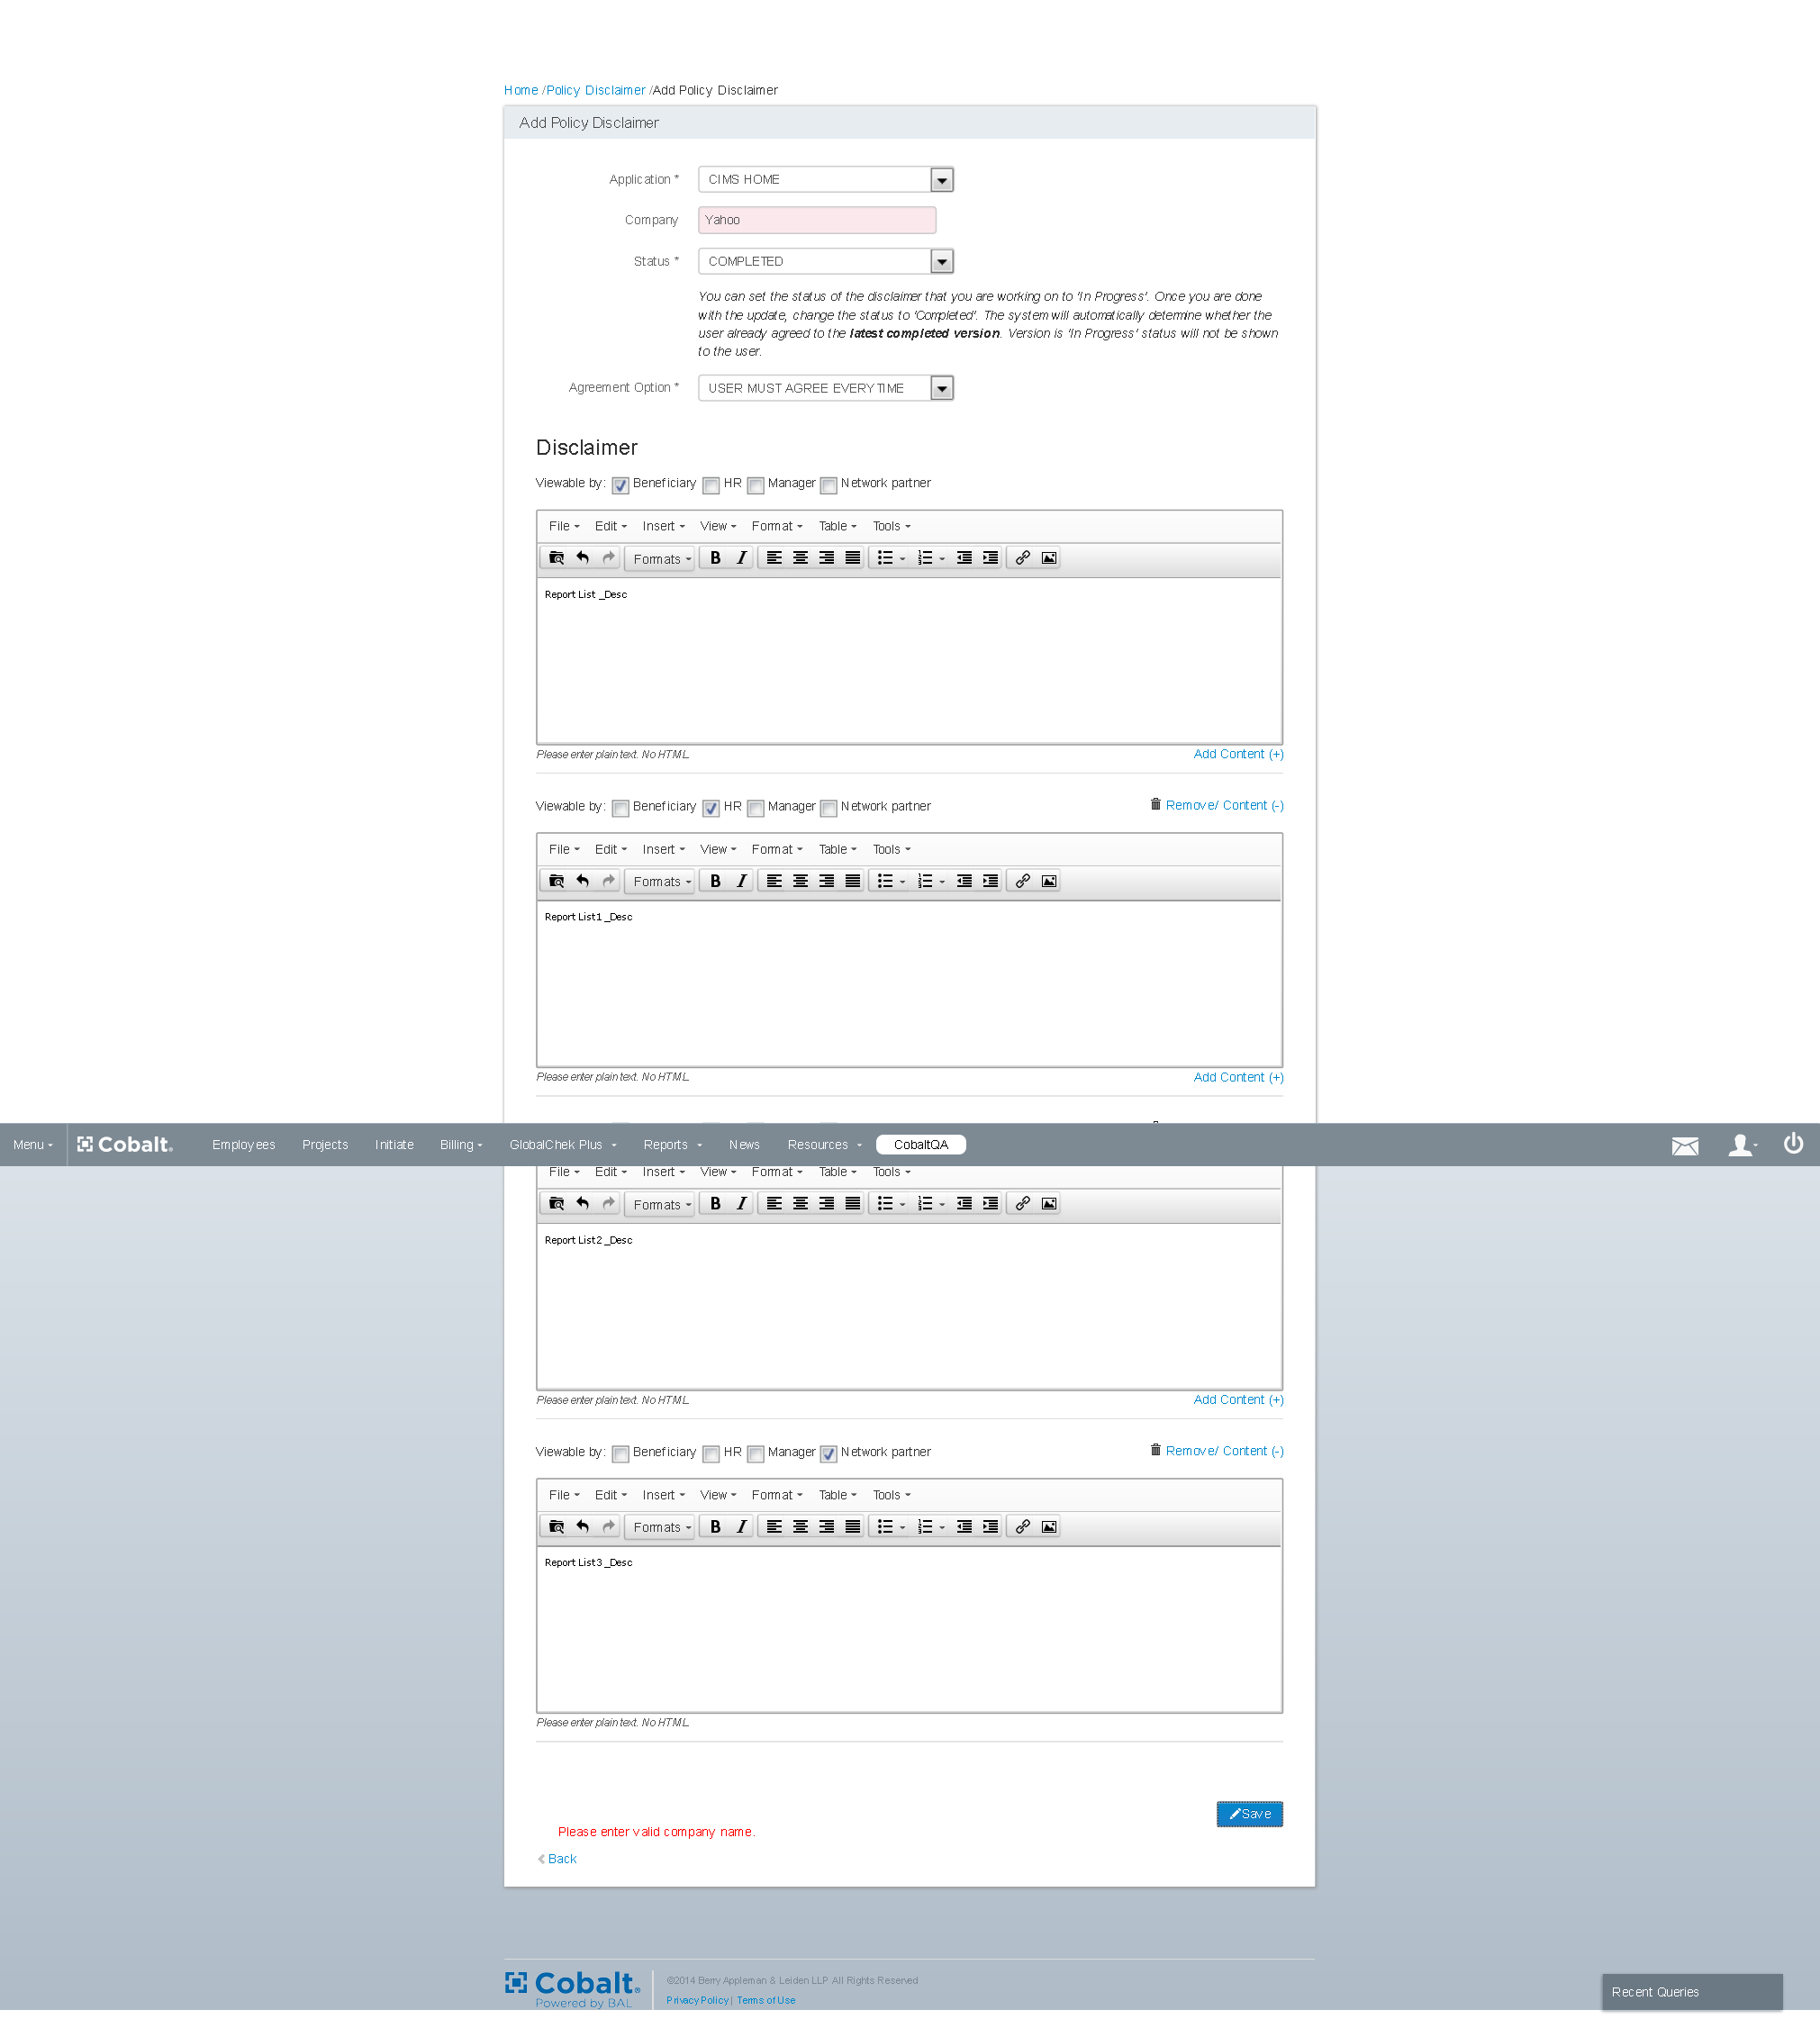 Home /Policy Disclaimer /Add Policy Disclaimer
Add Policy Disclaimer
Application * CIMS HOME
Company Yahoo
Status * COMPLETED
You can set the status of the disclaimer that you are working on to 'In Progress'. Once you are done
with the update, change the status to 'Completed'. The system will automatically determine whether the
user already agreed to the latest completed version. Version is 'In Progress' status will not be shown
to the user.
Agreement Option * USER MUST AGREE EVERYTIME
Disclaimer
Viewable by: Beneficiary HR Manager Network partner
File Edit Insert View Format Table Tools
Formats B I
Report List _Desc
Please enter plain text. No HTML. Add Content (+)
Viewable by: Beneficiary HR Manager Network partner Remove/ Content (-)
File Edit Insert View Format Table Tools
Formats B I
Report List1 _Desc
Please enter plain text. No HTML. Add Content (+)
Menu Cobalt. Employees Projects Initiate Billing GlobalChek Plus Reports News Resources CobaltQA
File Edit Insert View Format Table Tools
Formats B I
Report List2 _Desc
Please enter plain text. No HTML. Add Content (+)
Viewable by: Beneficiary HR Manager Network partner Remove/ Content (-)
File Edit Insert View Format Table Tools
Formats B I
Report List3 _Desc
Please enter plain text. No HTML.
Save
Please enter valid company name.
Back
Cobalt® Powered by BAL
©2014 Berry Appleman & Leiden LLP All Rights Reserved
Privacy Policy | Terms of Use
Recent Queries